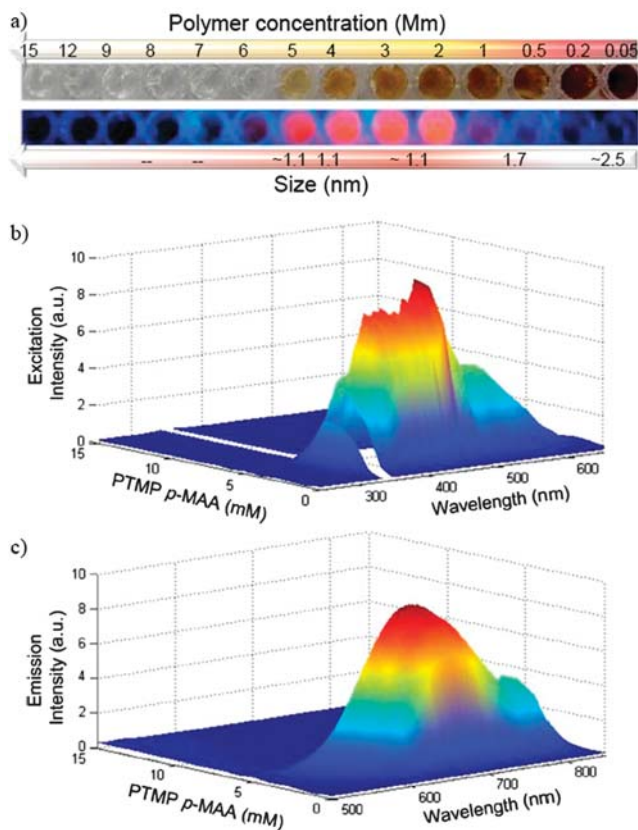 a)
Polymer concentration (Mm)
15 12 9 8 7 6 5 4 3 2 1 0.5 0.2 0.05
-- -- ~1.1 1.1 ~ 1.1 1.7 ~2.5
Size (nm)
b)
10
8
6
4
2
0
Excitation
Intensity (a.u.)
15
10
5
0
PTMP p-MAA (mM)
300
400
500
600
Wavelength (nm)
c)
10
8
6
4
2
0
Emission
Intensity (a.u.)
15
10
5
0
PTMP p-MAA (mM)
500
600
700
800
Wavelength (nm)